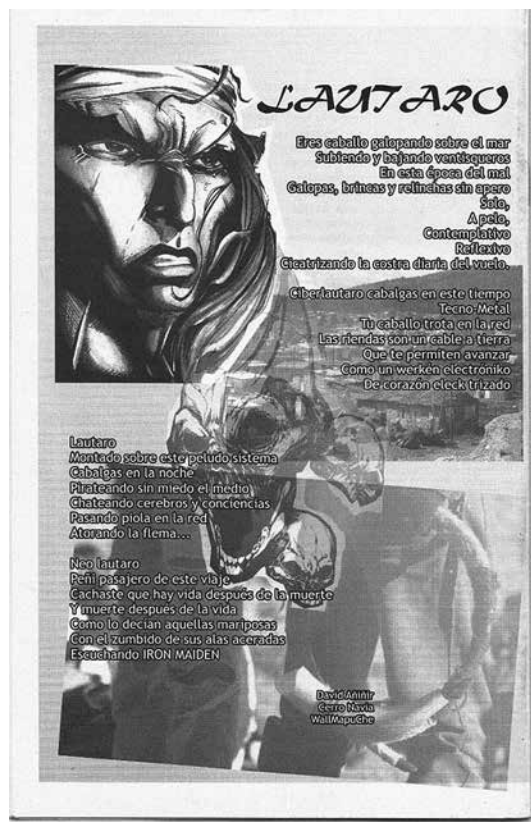 LAUTARO
Eres caballo galopando sobre el mar
Subiendo y bajando ventisqueros
En esta época del mal
Galopas, brincas y relinchas sin apero
Solo,
A pelo,
Contemplativo
Reflexivo
Cicatrizando la costra diaria del vuelo.
Ciberlautaro cabalgas en este tiempo
Tecno-Metal
Tu caballo trota en la red
Las riendas son un cable a tierra
Que te permiten avanzar
Como un werkén electroñiko
De corazón eleck trizado
Lautaro
Montado sobre este peludo sistema
Cabalgas en la noche
Pirateando sin miedo el medio
Chateando cerebros y conciencias
Pasando piola en la red
Atorando la flema...
Neo lautaro
Peñi pasajero de este viaje
Cachaste que hay vida después de la muerte
Y muerte después de la vida
Como lo decían aquellas mariposas
Con el zumbido de sus alas aceradas
Escuchando IRON MAIDEN
David Añiñir
Cerro Navia
WallMapuChe